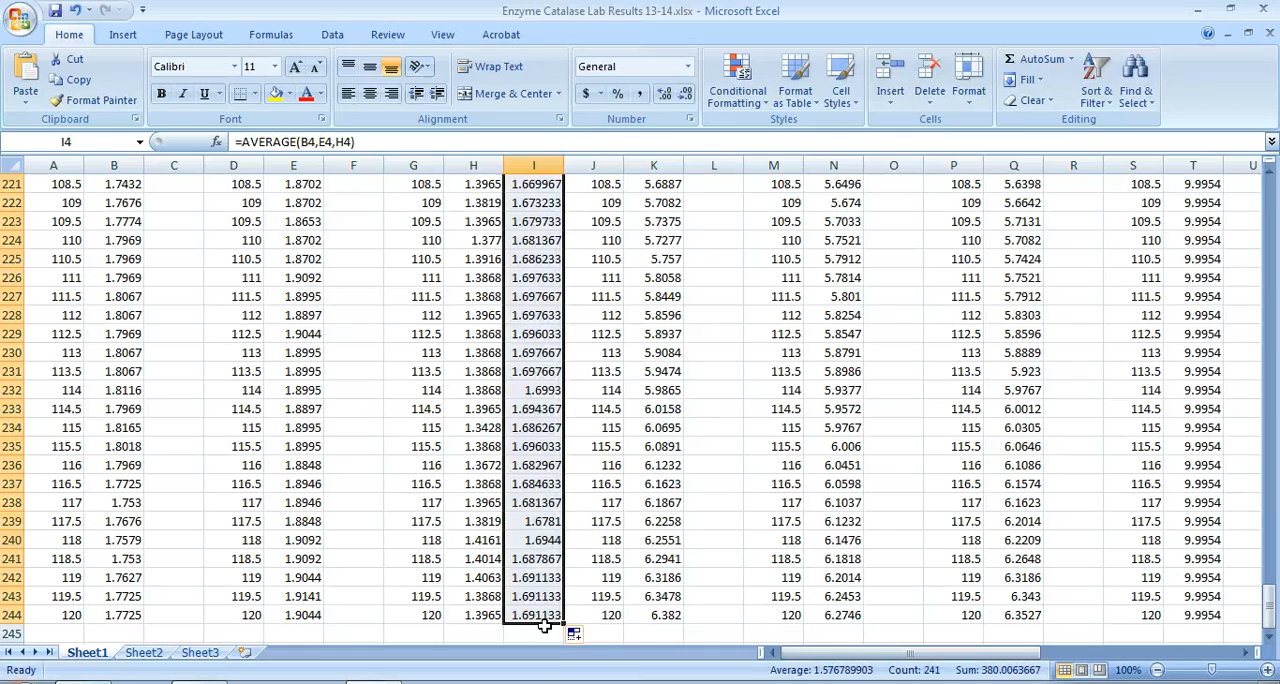 Enzyme Catalase Lab Results 13-14.xlsx - Microsoft Excel
Home Insert Page Layout Formulas Data Review View Acrobat
Paste Cut Copy Format Painter Calibri 11 A A B I U A Wrap Text Merge & Center General $ % , Conditional Formatting Format as Table Cell Styles Insert Delete Format AutoSum Fill Clear Sort & Filter Find & Select
Clipboard Font Alignment Number Styles Cells Editing
I4 fx =AVERAGE(B4,E4,H4)
A B C D E F G H I J K L M N O P Q R S T U
221 108.5 1.7432 108.5 1.8702 108.5 1.3965 1.669967 108.5 5.6887 108.5 5.6496 108.5 5.6398 108.5 9.9954
222 109 1.7676 109 1.8702 109 1.3819 1.673233 109 5.7082 109 5.674 109 5.6642 109 9.9954
223 109.5 1.7774 109.5 1.8653 109.5 1.3965 1.679733 109.5 5.7375 109.5 5.7033 109.5 5.7131 109.5 9.9954
224 110 1.7969 110 1.8702 110 1.377 1.681367 110 5.7277 110 5.7521 110 5.7082 110 9.9954
225 110.5 1.7969 110.5 1.8702 110.5 1.3916 1.686233 110.5 5.757 110.5 5.7912 110.5 5.7424 110.5 9.9954
226 111 1.7969 111 1.9092 111 1.3868 1.697633 111 5.8058 111 5.7814 111 5.7521 111 9.9954
227 111.5 1.8067 111.5 1.8995 111.5 1.3868 1.697667 111.5 5.8449 111.5 5.801 111.5 5.7912 111.5 9.9954
228 112 1.8067 112 1.8897 112 1.3965 1.697633 112 5.8596 112 5.8254 112 5.8303 112 9.9954
229 112.5 1.7969 112.5 1.9044 112.5 1.3868 1.696033 112.5 5.8937 112.5 5.8547 112.5 5.8596 112.5 9.9954
230 113 1.8067 113 1.8995 113 1.3868 1.697667 113 5.9084 113 5.8791 113 5.8889 113 9.9954
231 113.5 1.8067 113.5 1.8995 113.5 1.3868 1.697667 113.5 5.9474 113.5 5.8986 113.5 5.923 113.5 9.9954
232 114 1.8116 114 1.8995 114 1.3868 1.6993 114 5.9865 114 5.9377 114 5.9767 114 9.9954
233 114.5 1.7969 114.5 1.8897 114.5 1.3965 1.694367 114.5 6.0158 114.5 5.9572 114.5 6.0012 114.5 9.9954
234 115 1.8165 115 1.8995 115 1.3428 1.686267 115 6.0695 115 5.9767 115 6.0305 115 9.9954
235 115.5 1.8018 115.5 1.8995 115.5 1.3868 1.696033 115.5 6.0891 115.5 6.006 115.5 6.0646 115.5 9.9954
236 116 1.7969 116 1.8848 116 1.3672 1.682967 116 6.1232 116 6.0451 116 6.1086 116 9.9954
237 116.5 1.7725 116.5 1.8946 116.5 1.3868 1.684633 116.5 6.1623 116.5 6.0598 116.5 6.1574 116.5 9.9954
238 117 1.753 117 1.8946 117 1.3965 1.681367 117 6.1867 117 6.1037 117 6.1623 117 9.9954
239 117.5 1.7676 117.5 1.8848 117.5 1.3819 1.6781 117.5 6.2258 117.5 6.1232 117.5 6.2014 117.5 9.9954
240 118 1.7579 118 1.9092 118 1.4161 1.6944 118 6.2551 118 6.1476 118 6.2209 118 9.9954
241 118.5 1.753 118.5 1.9092 118.5 1.4014 1.687867 118.5 6.2941 118.5 6.1818 118.5 6.2648 118.5 9.9954
242 119 1.7627 119 1.9044 119 1.4063 1.691133 119 6.3186 119 6.2014 119 6.3186 119 9.9954
243 119.5 1.7725 119.5 1.9141 119.5 1.3868 1.691133 119.5 6.3478 119.5 6.2453 119.5 6.343 119.5 9.9954
244 120 1.7725 120 1.9044 120 1.3965 1.691133 120 6.382 120 6.2746 120 6.3527 120 9.9954
245
Sheet1 Sheet2 Sheet3
Ready Average: 1.576789903 Count: 241 Sum: 380.0063667 100%